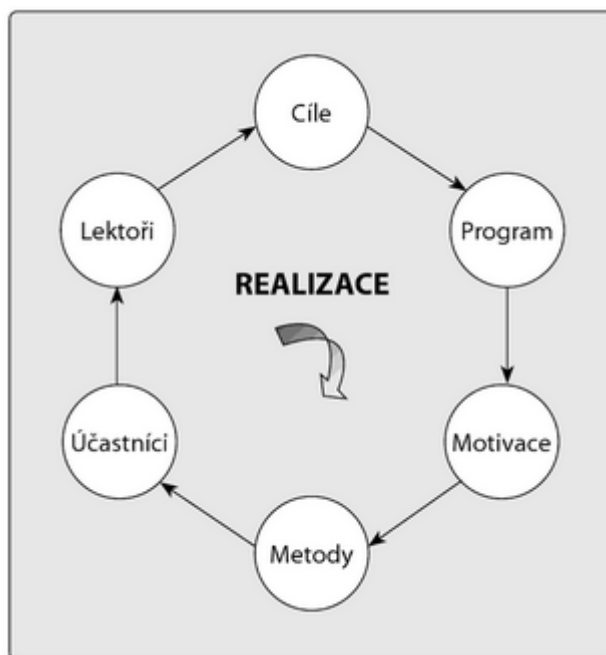 Cíle
Program
Motivace
Metody
Účastníci
Lektoři
REALIZACE